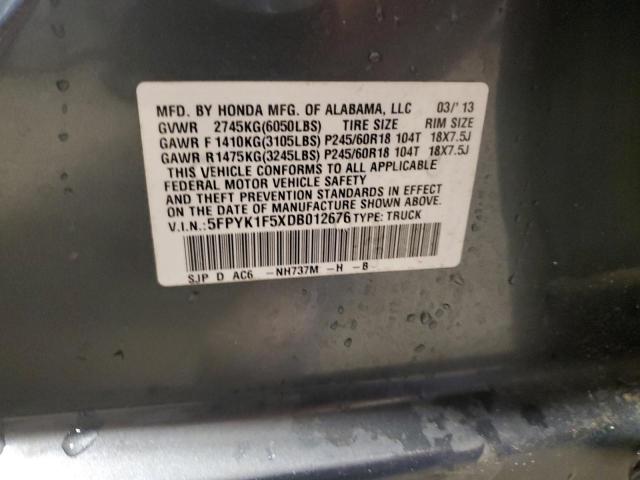 MFD. BY HONDA MFG. OF ALABAMA, LLC 03/'13
GVWR 2745KG(6050LBS) TIRE SIZE RIM SIZE
GAWR F 1410KG(3105LBS) P245/60R18 104T 18X7.5J
GAWR R 1475KG(3245LBS) P245/60R18 104T 18X7.5J
THIS VEHICLE CONFORMS TO ALL APPLICABLE
FEDERAL MOTOR VEHICLE SAFETY
AND THEFT PREVENTION STANDARDS IN EFFECT
ON THE DATE OF MANUFACTURE SHOWN ABOVE.
V.I.N.: 5FPYK1F5XDB012676 TYPE: TRUCK
SJP D AC6 -NH737M -H -B